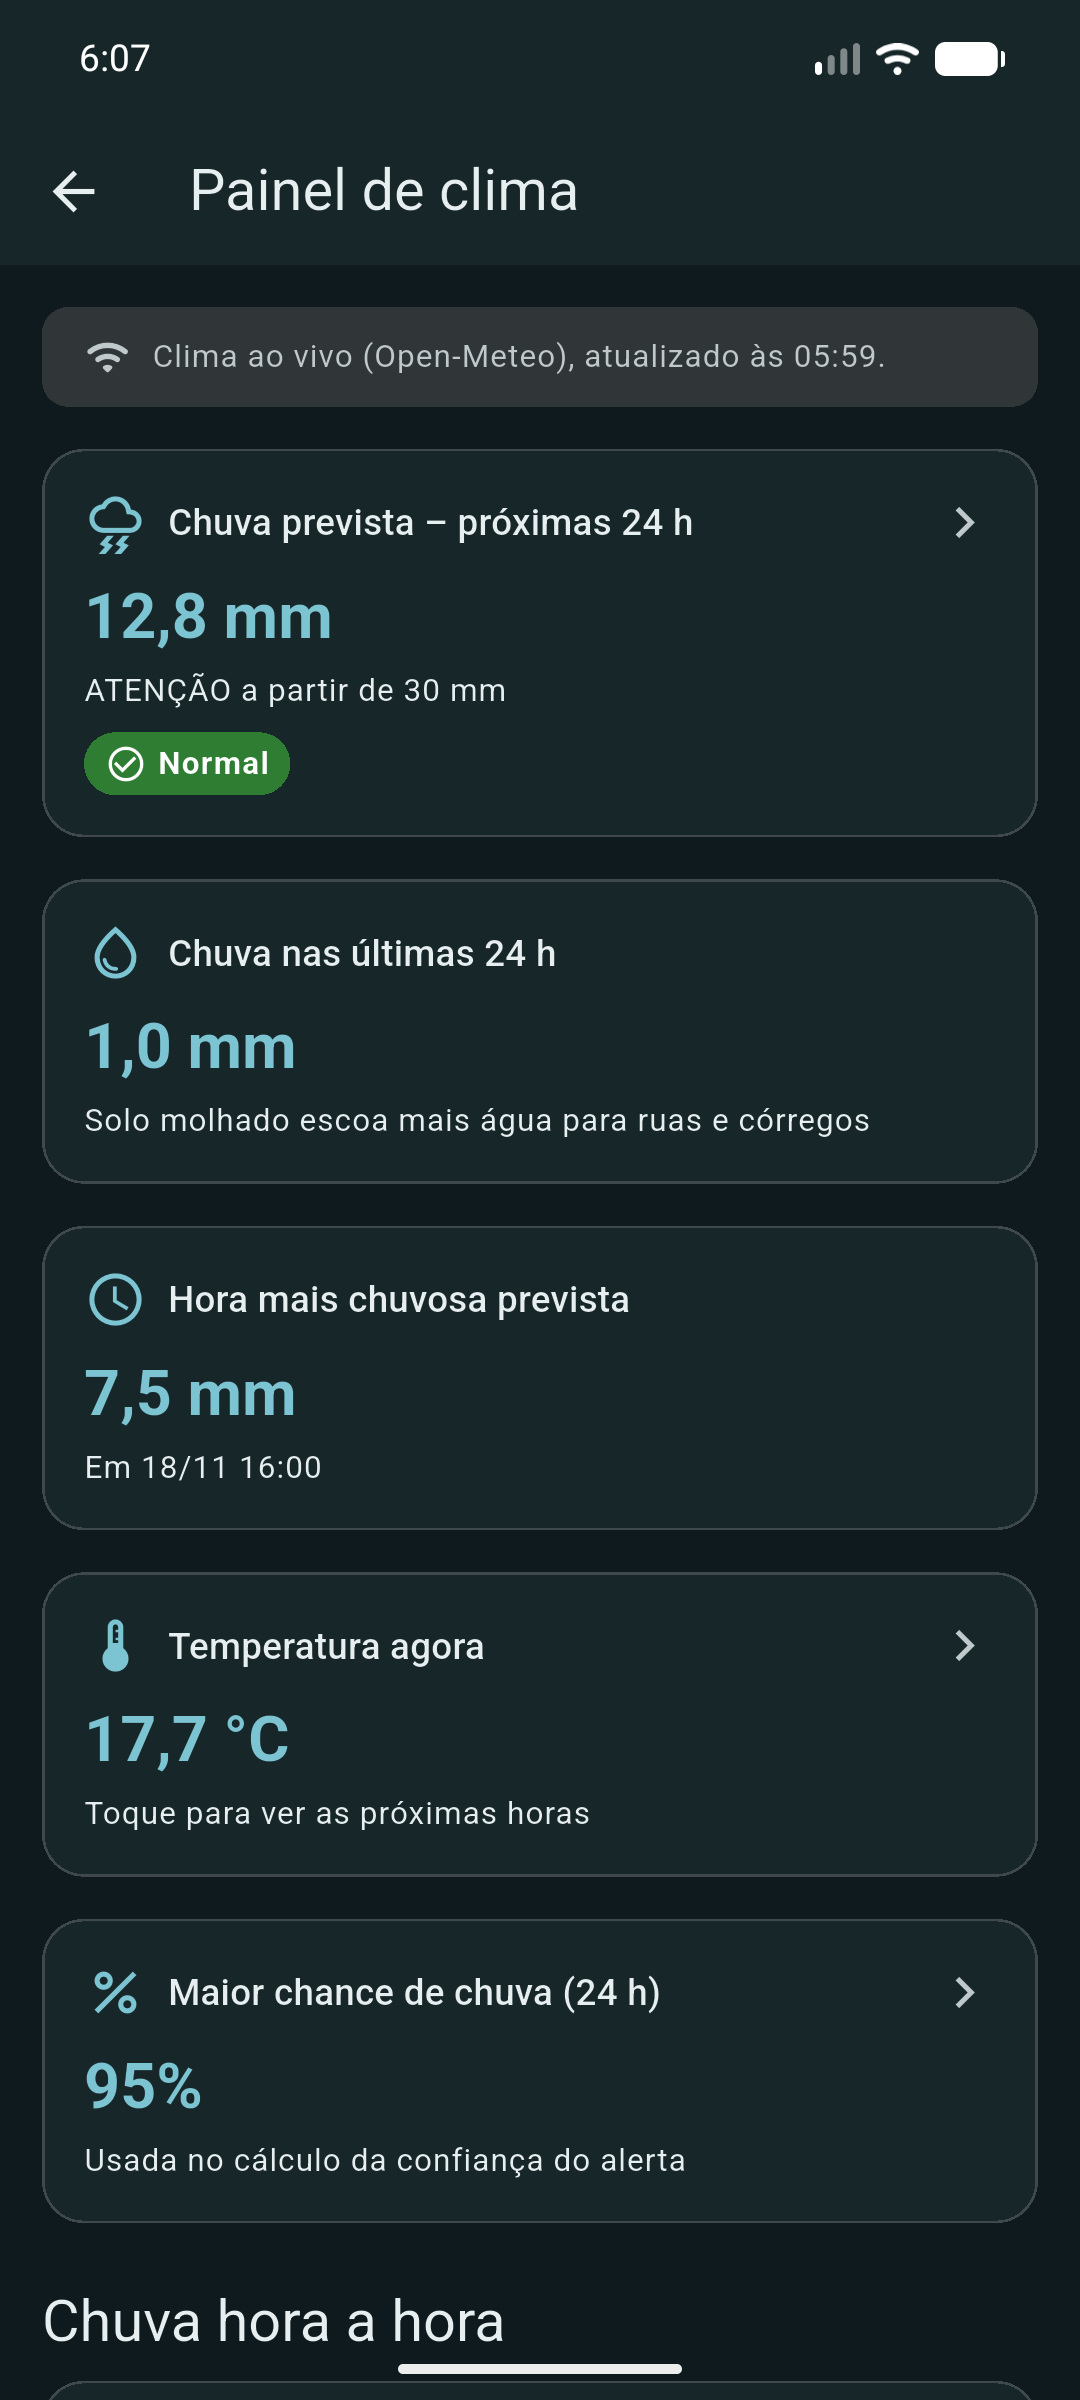 6:07
Painel de clima
Clima ao vivo (Open-Meteo), atualizado às 05:59.
Chuva prevista – próximas 24 h
12,8 mm
ATENÇÃO a partir de 30 mm
Normal
Chuva nas últimas 24 h
1,0 mm
Solo molhado escoa mais água para ruas e córregos
Hora mais chuvosa prevista
7,5 mm
Em 18/11 16:00
Temperatura agora
17,7 °C
Toque para ver as próximas horas
Maior chance de chuva (24 h)
95%
Usada no cálculo da confiança do alerta
Chuva hora a hora